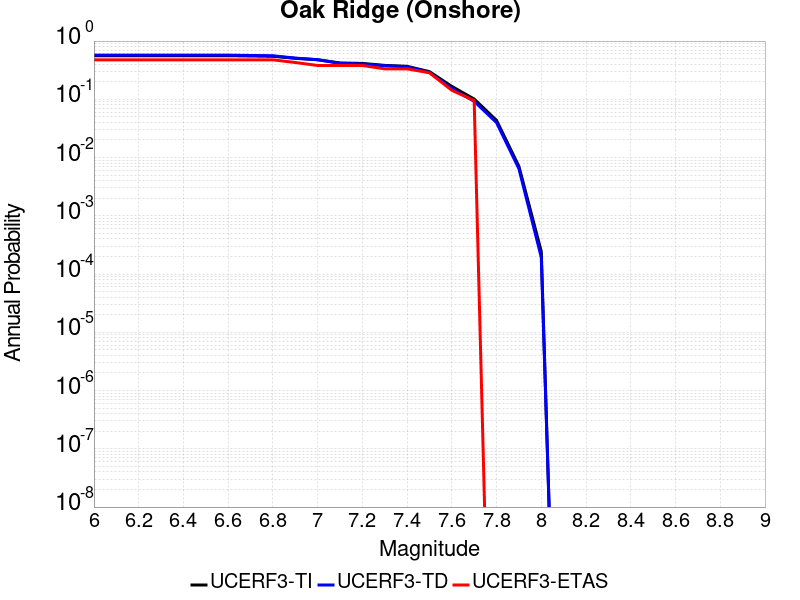 Oak Ridge (Onshore)
10^0
10^-1
10^-2
10^-3
10^-4
10^-5
10^-6
10^-7
10^-8
Annual Probability
6 6.2 6.4 6.6 6.8 7 7.2 7.4 7.6 7.8 8 8.2 8.4 8.6 8.8 9
Magnitude
UCERF3-TI UCERF3-TD UCERF3-ETAS